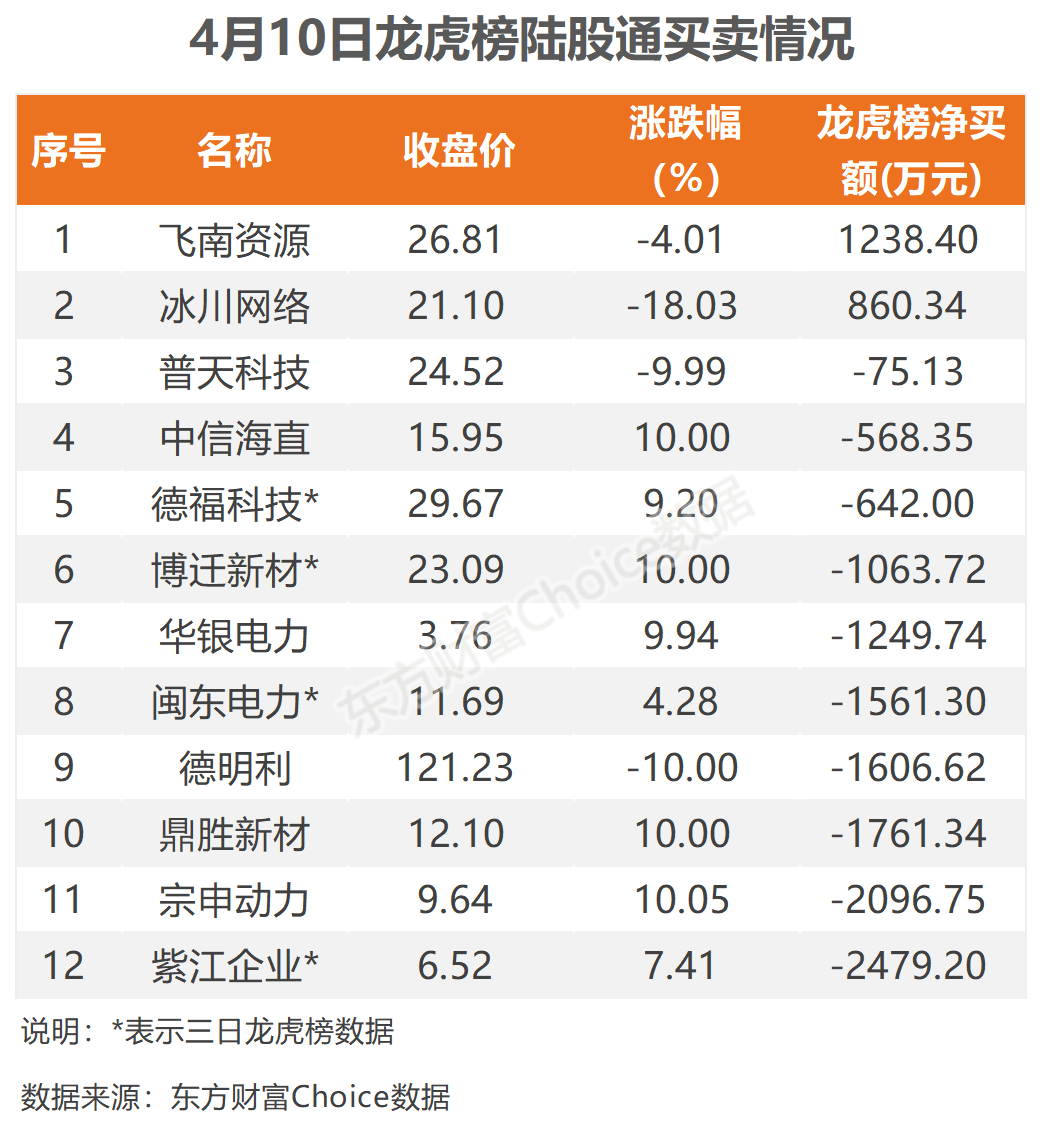 4月10日龙虎榜陆股通买卖情况
序号 名称 收盘价 涨跌幅(%) 龙虎榜净买额(万元)
1 飞南资源 26.81 -4.01 1238.40
2 冰川网络 21.10 -18.03 860.34
3 普天科技 24.52 -9.99 -75.13
4 中信海直 15.95 10.00 -568.35
5 德福科技* 29.67 9.20 -642.00
6 博迁新材* 23.09 10.00 -1063.72
7 华银电力 3.76 9.94 -1249.74
8 闽东电力* 11.69 4.28 -1561.30
9 德明利 121.23 -10.00 -1606.62
10 鼎胜新材 12.10 10.00 -1761.34
11 宗申动力 9.64 10.05 -2096.75
12 紫江企业* 6.52 7.41 -2479.20
东方财富Choice数据
说明：*表示三日龙虎榜数据
数据来源：东方财富Choice数据